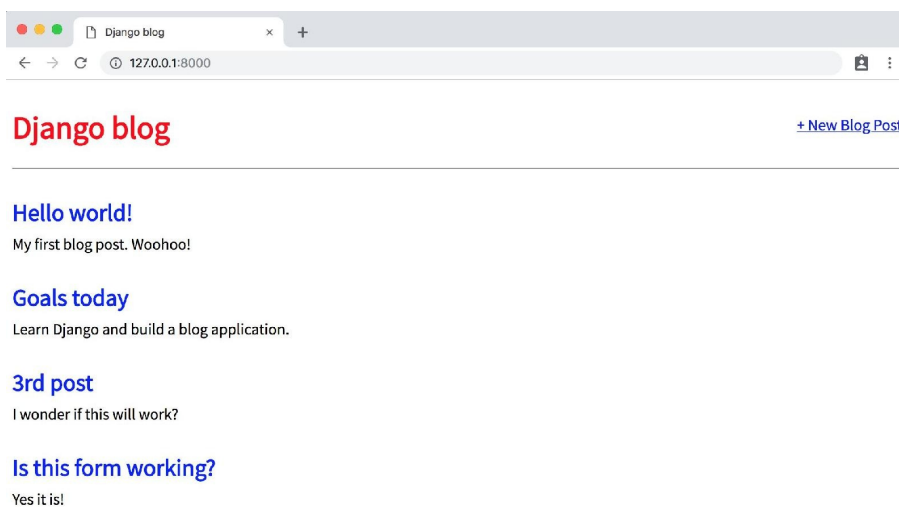 Django blog
127.0.0.1:8000
Django blog
+ New Blog Post
Hello world!
My first blog post. Woohoo!
Goals today
Learn Django and build a blog application.
3rd post
I wonder if this will work?
Is this form working?
Yes it is!